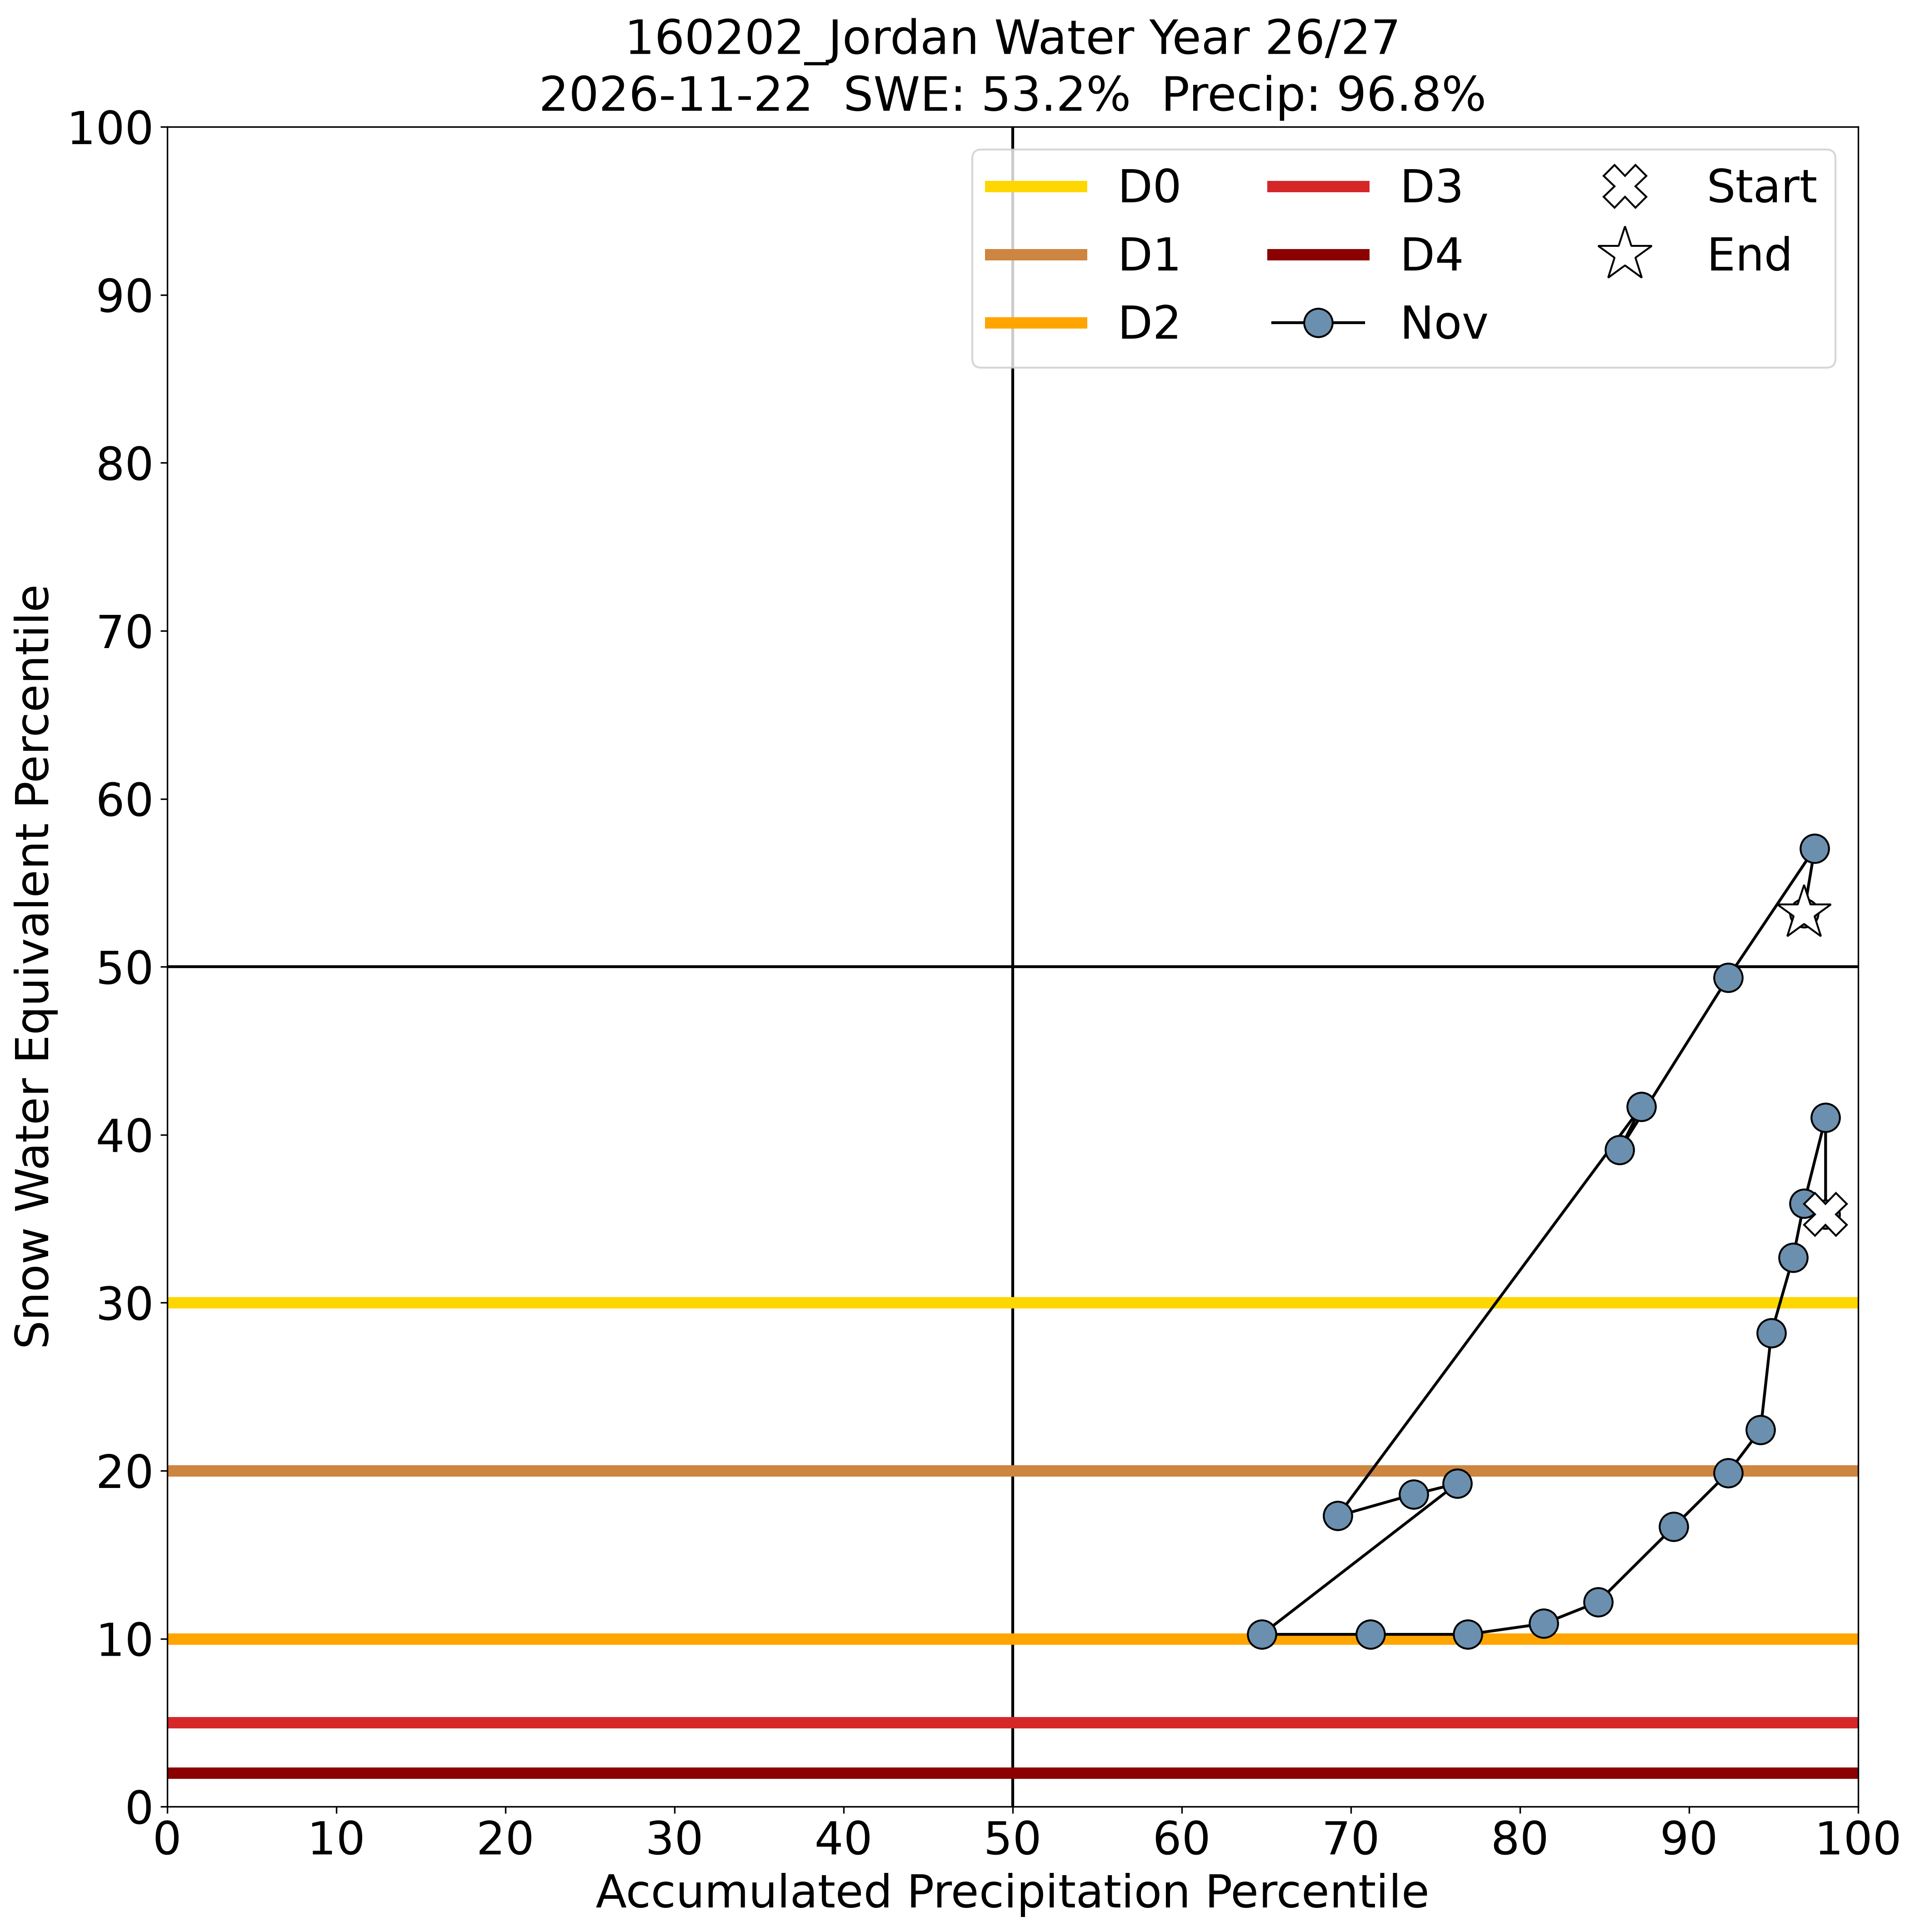 160202_Jordan Water Year 26/27
2026-11-22  SWE: 53.2%  Precip: 96.8%
100
90
80
70
60
50
40
30
20
10
0
Snow Water Equivalent Percentile
D0
D1
D2
D3
D4
Nov
Start
End
0 10 20 30 40 50 60 70 80 90 100
Accumulated Precipitation Percentile